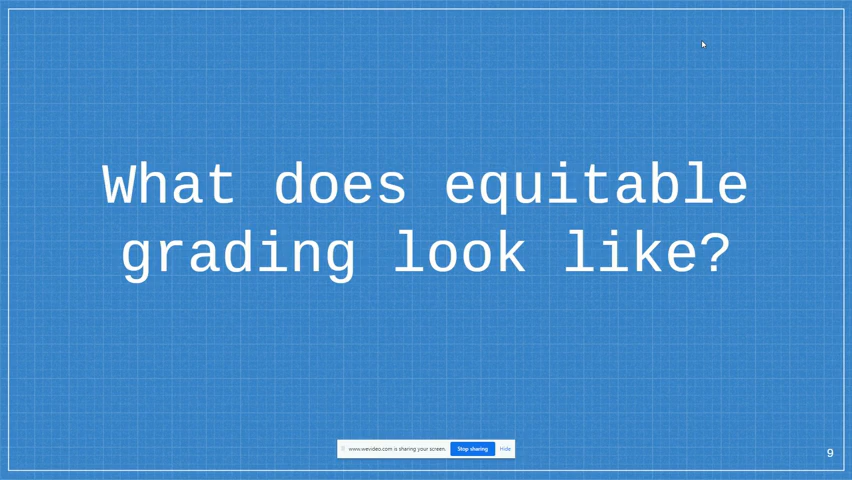 What does equitable
grading look like?
www.wevideo.com is sharing your screen. Stop sharing Hide
9